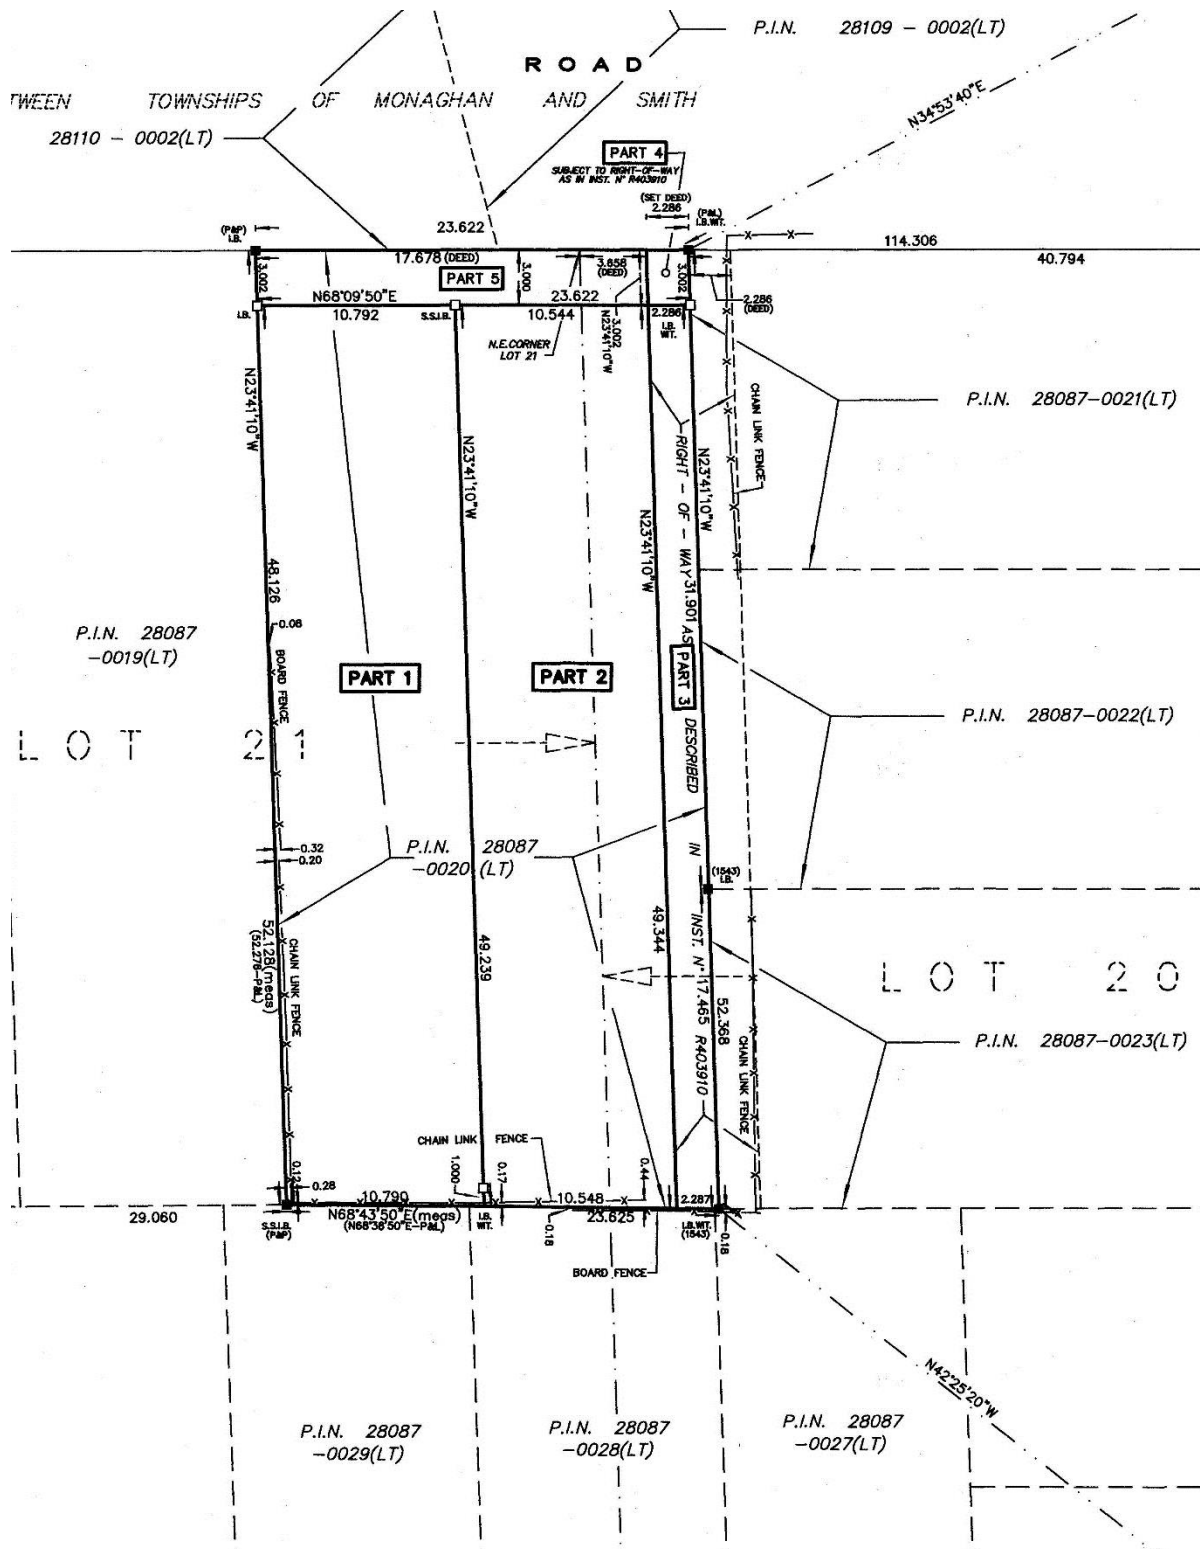 P.I.N. 28109 - 0002(LT)
ROAD
TWEEN TOWNSHIPS OF MONAGHAN AND SMITH
28110 - 0002(LT)
N34°53'40"E
PART 4
SUBJECT TO RIGHT-OF-WAY
AS IN INST. N° R403910
(SET DEED)
2.286
(P&L)
I.B.WIT.
23.622
(P&P)
I.B.
114.306
40.794
17.678 (DEED)
3.658
(DEED)
3.002
3.000
3.002
PART 5
2.286
(DEED)
N68°09'50"E
23.622
I.B.
10.792
S.S.I.B.
10.544
3.002
N23°41'10"W
2.286
I.B.
WIT.
N.E.CORNER
LOT 21
N23°41'10"W
N23°41'10"W
N23°41'10"W
N23°41'10"W
CHAIN LINK FENCE
P.I.N. 28087-0021(LT)
RIGHT - OF - WAY AS DESCRIBED IN INST. N° R403910
31.901
48.126
0.08
BOARD FENCE
P.I.N. 28087
-0019(LT)
PART 1
PART 2
PART 3
P.I.N. 28087-0022(LT)
LOT 21
P.I.N. 28087
-0020 (LT)
0.32
0.20
(1543)
I.B.
52.128(meas)
(52.276-P&L)
CHAIN LINK FENCE
49.239
49.344
17.465
52.368
LOT 20
P.I.N. 28087-0023(LT)
CHAIN LINK FENCE
CHAIN LINK FENCE
1.000
0.17
0.44
0.12
0.28
10.790
10.548
2.287
29.060
S.S.I.B.
(P&P)
N68°43'50"E(meas)
(N68°36'50"E-P&L)
I.B.
WIT.
0.18
23.625
I.B.WIT.
(1543)
0.18
BOARD FENCE
N42°25'20"W
P.I.N. 28087
-0029(LT)
P.I.N. 28087
-0028(LT)
P.I.N. 28087
-0027(LT)